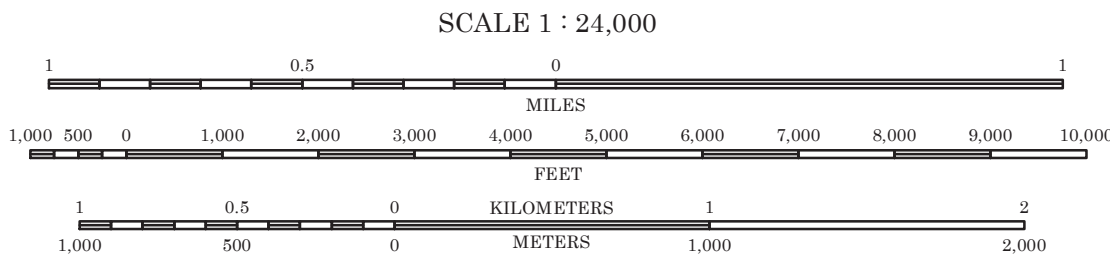 SCALE 1 : 24,000
1 0.5 0 1
MILES
1,000 500 0 1,000 2,000 3,000 4,000 5,000 6,000 7,000 8,000 9,000 10,000
FEET
1 0.5 0 KILOMETERS 1 2
1,000 500 0 METERS 1,000 2,000